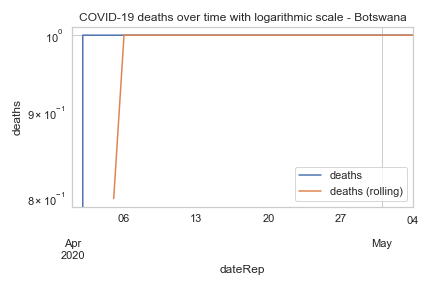 COVID-19 deaths over time with logarithmic scale - Botswana
10⁰
9 × 10⁻¹
8 × 10⁻¹
deaths
deaths
deaths (rolling)
06 13 20 27 04
Apr May
2020
dateRep